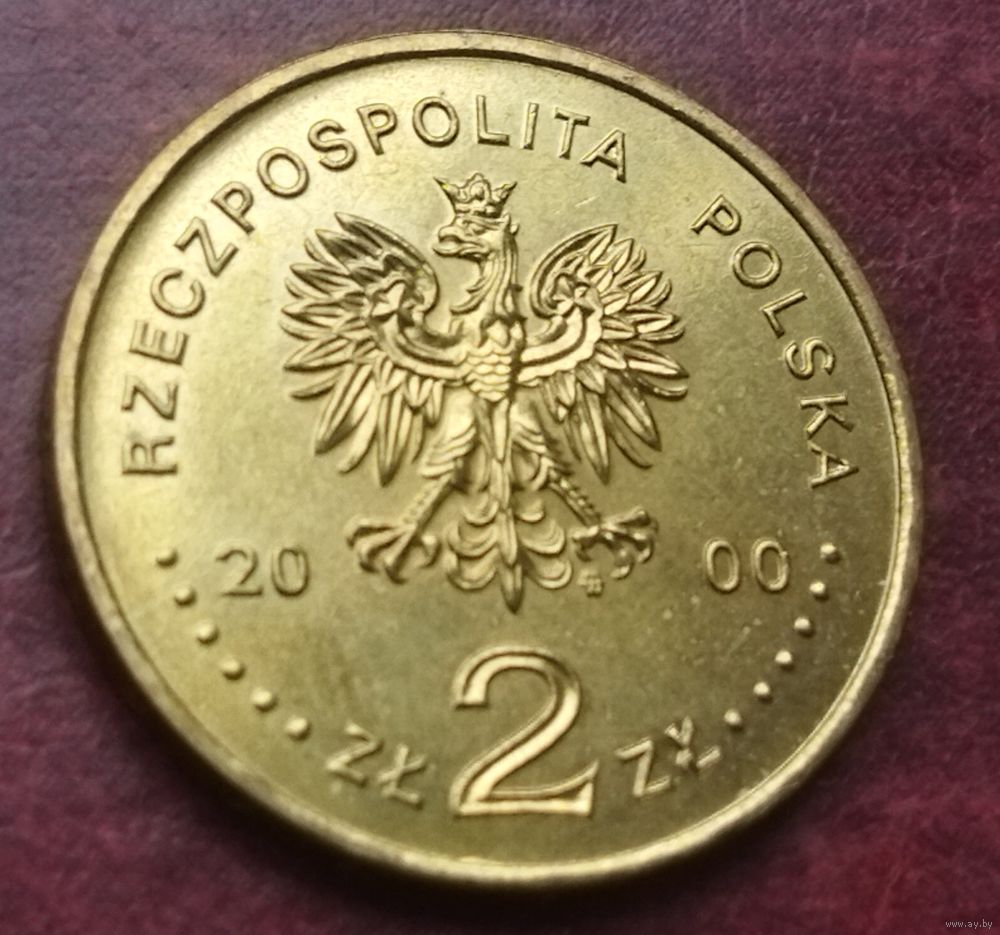 RZECZPOSPOLITA POLSKA
20 00
ZŁ 2 ZŁ
www.ay.by